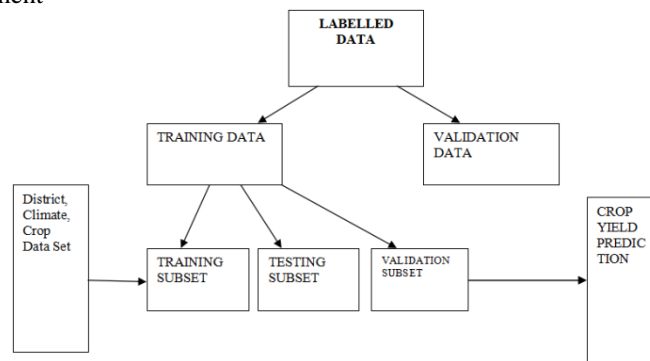 LABELLED
DATA
TRAINING DATA
VALIDATION
DATA
District,
Climate,
Crop
Data Set
TRAINING
SUBSET
TESTING
SUBSET
VALIDATION
SUBSET
CROP
YIELD
PREDIC
TION